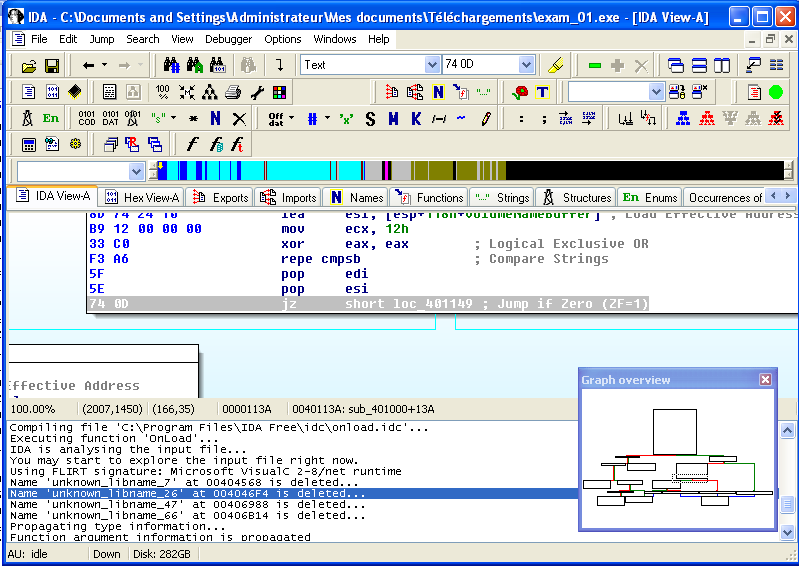 IDA - C:\Documents and Settings\Administrateur\Mes documents\Téléchargements\exam_01.exe - [IDA View-A]
File Edit Jump Search View Debugger Options Windows Help
Text 74 0D
100 %
En 0101 COD 0101 DAT 0101 "s" * N Off dat # 'x' S M K : ;
f f f
IDA View-A Hex View-A Exports Imports N Names Functions Strings Structures En Enums Occurrences of
8D 74 24 10 lea esi, [esp+118h+VolumeNameBuffer] ; Load Effective Address
B9 12 00 00 00 mov ecx, 12h
33 C0 xor eax, eax ; Logical Exclusive OR
F3 A6 repe cmpsb ; Compare Strings
5F pop edi
5E pop esi
74 0D jz short loc_401149 ; Jump if Zero (ZF=1)
Effective Address
Graph overview
100.00% (2007,1450) (166,35) 0000113A 0040113A: sub_401000+13A
Compiling file 'C:\Program Files\IDA Free\idc\onload.idc'...
Executing function 'OnLoad'...
IDA is analysing the input file...
You may start to explore the input file right now.
Using FLIRT signature: Microsoft VisualC 2-8/net runtime
Name 'unknown_libname_7' at 00404568 is deleted...
Name 'unknown_libname_26' at 004046F4 is deleted...
Name 'unknown_libname_47' at 00406988 is deleted...
Name 'unknown_libname_66' at 00406B14 is deleted...
Propagating type information...
Function argument information is propagated
AU: idle Down Disk: 282GB